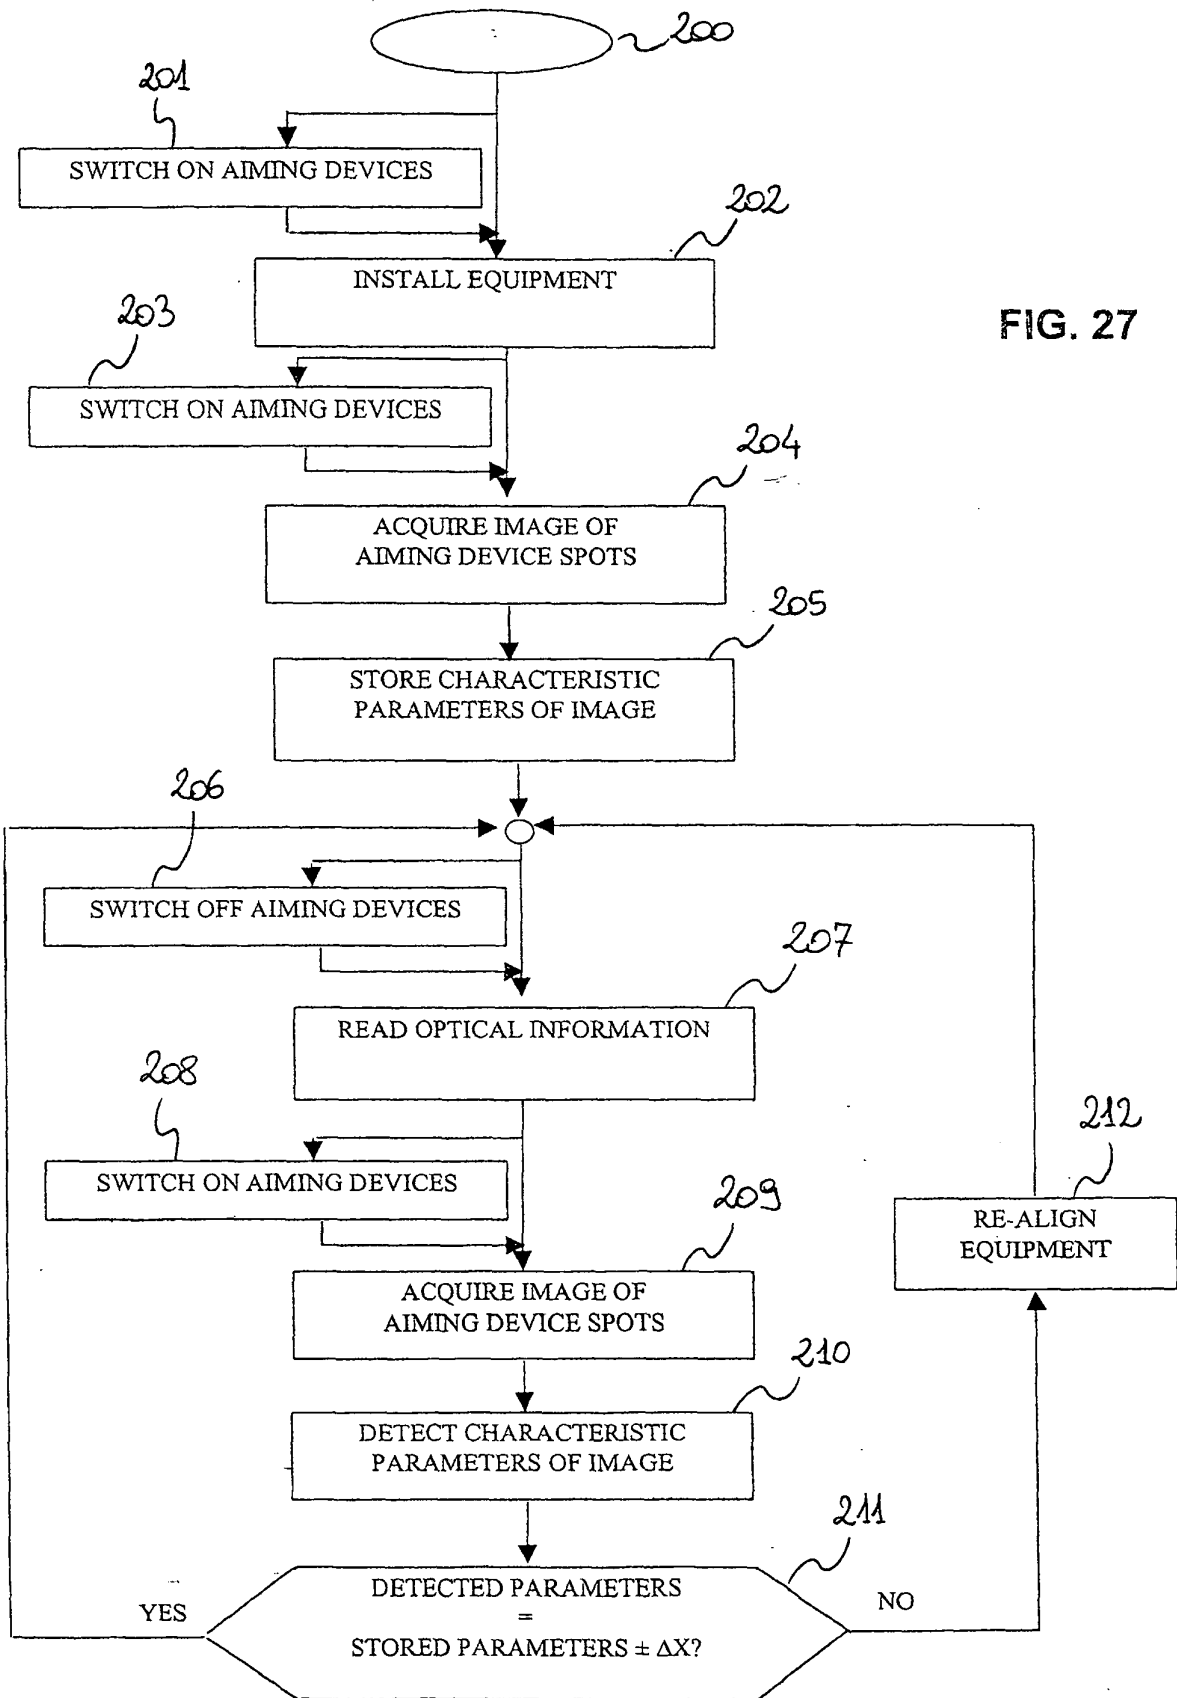 200
201
SWITCH ON AIMING DEVICES
202
INSTALL EQUIPMENT
FIG. 27
203
SWITCH ON AIMING DEVICES
204
ACQUIRE IMAGE OF
AIMING DEVICE SPOTS
205
STORE CHARACTERISTIC
PARAMETERS OF IMAGE
206
SWITCH OFF AIMING DEVICES
207
READ OPTICAL INFORMATION
208
SWITCH ON AIMING DEVICES
209
212
RE-ALIGN
EQUIPMENT
ACQUIRE IMAGE OF
AIMING DEVICE SPOTS
210
DETECT CHARACTERISTIC
PARAMETERS OF IMAGE
211
DETECTED PARAMETERS
=
STORED PARAMETERS ± ΔX?
YES
NO